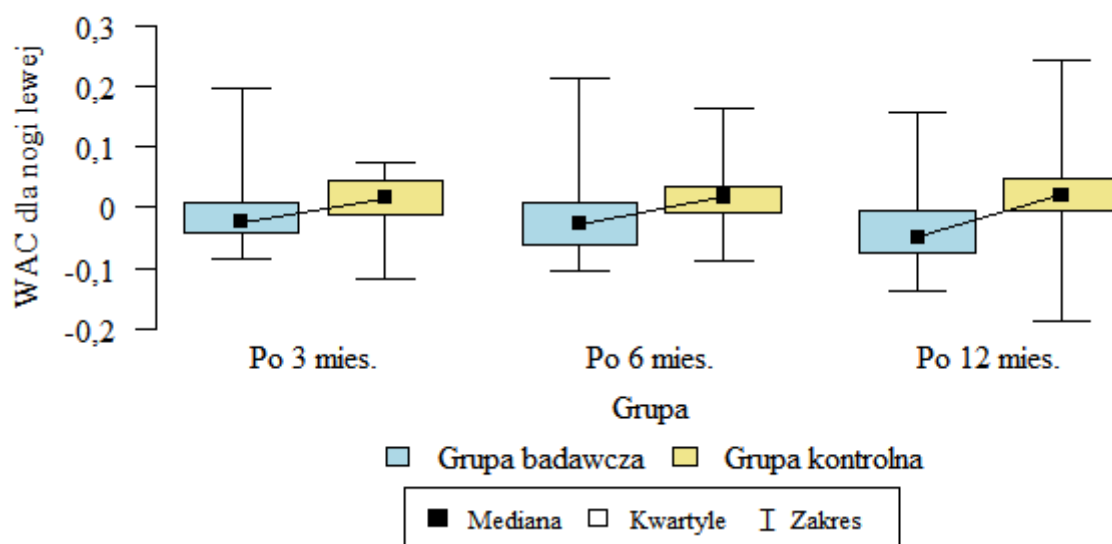 WAC dla nogi lewej
0,3
0,2
0,1
0
-0,1
-0,2
Po 3 mies. Po 6 mies. Po 12 mies.
Grupa
Grupa badawcza Grupa kontrolna
Mediana Kwartyle Zakres